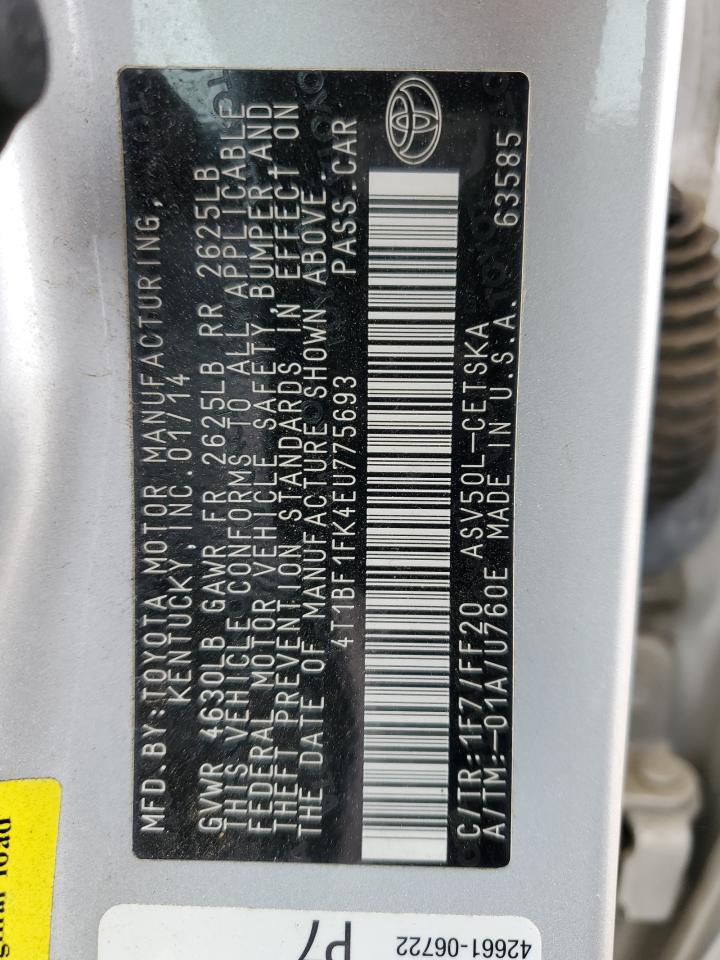 MFD.BY:TOYOTA MOTOR MANUFACTURING,
KENTUCKY,INC.01/14
GVWR 4630LB GAWR FR 2625LB RR 2625LB
THIS VEHICLE CONFORMS TO ALL APPLICABLE
FEDERAL MOTOR VEHICLE SAFETY,BUMPER,AND
THEFT PREVENTION STANDARDS IN EFFECT ON
THE DATE OF MANUFACTURE SHOWN ABOVE.
4T1BF1FK4EU775693 PASS.CAR
C/TR:1F7/FF20 ASV50L-CETSKA 63585
A/TM:-01A/U760E MADE IN U.S.A.
road
42661-06722
P7